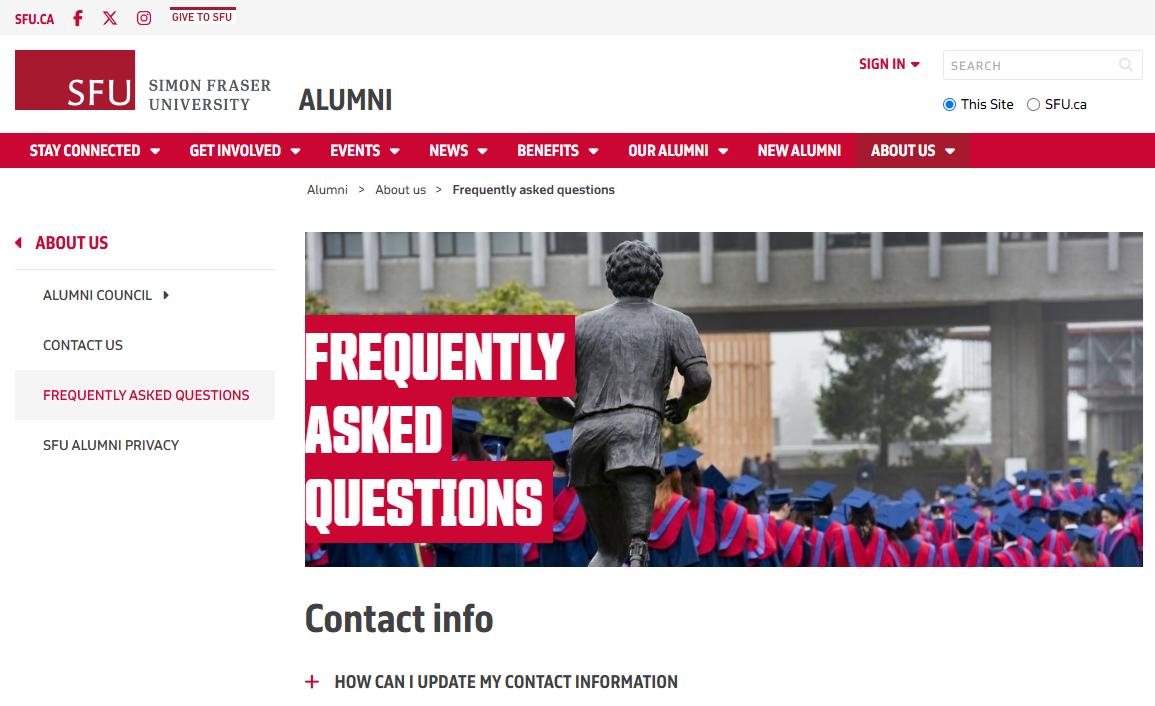 SFU.CA GIVE TO SFU
SFU SIMON FRASER
UNIVERSITY
ALUMNI
SIGN IN
SEARCH
This Site SFU.ca
STAY CONNECTED GET INVOLVED EVENTS NEWS BENEFITS OUR ALUMNI NEW ALUMNI ABOUT US
Alumni > About us > Frequently asked questions
ABOUT US
ALUMNI COUNCIL
CONTACT US
FREQUENTLY ASKED QUESTIONS
SFU ALUMNI PRIVACY
FREQUENTLY
ASKED
QUESTIONS
Contact info
+ HOW CAN I UPDATE MY CONTACT INFORMATION